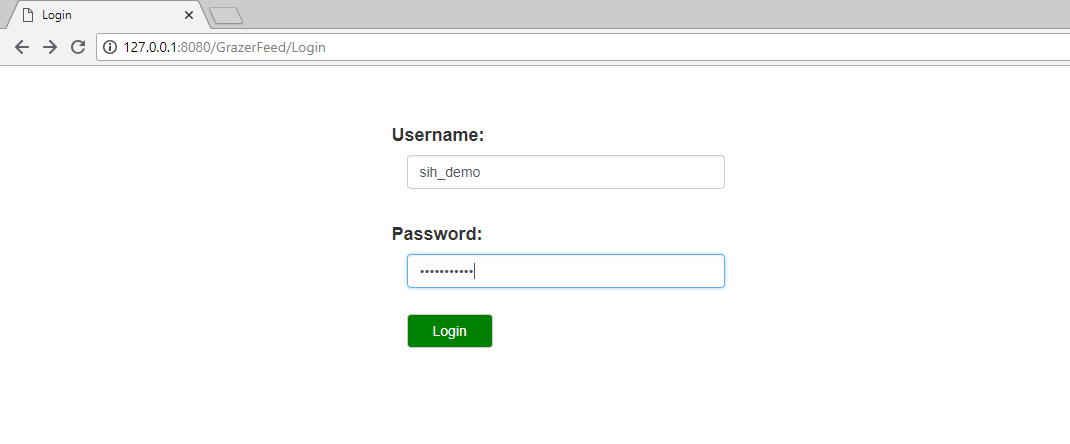 Login
127.0.0.1:8080/GrazerFeed/Login
Username:
sih_demo
Password:
•••••••••••
Login